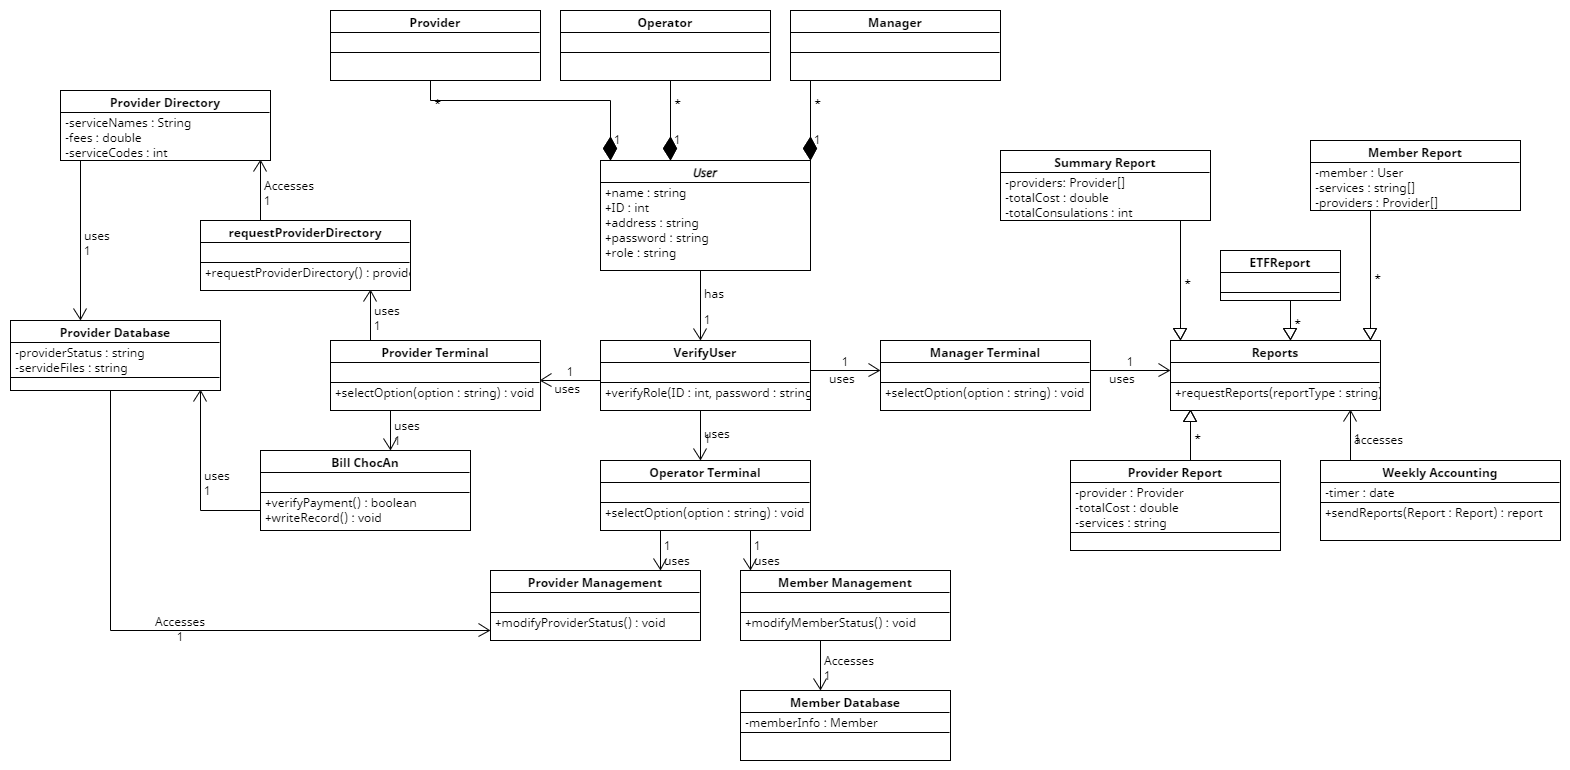 Provider
*
Operator
*
Manager
*
1
1
1
Provider Directory
-serviceNames : String
-fees : double
-serviceCodes : int
Accesses
1
uses
1
requestProviderDirectory
+requestProviderDirectory() : provide
uses
1
User
+name : string
+ID : int
+address : string
+password : string
+role : string
has
1
Summary Report
-providers: Provider[]
-totalCost : double
-totalConsulations : int
*
Member Report
-member : User
-services : string[]
-providers : Provider[]
*
ETFReport
*
Provider Database
-providerStatus : string
-servideFiles : string
Provider Terminal
+selectOption(option : string) : void
1
uses
VerifyUser
+verifyRole(ID : int, password : string
1
uses
Manager Terminal
+selectOption(option : string) : void
1
uses
Reports
+requestReports(reportType : string)
uses
1
uses
1
*
accesses
1
Bill ChocAn
+verifyPayment() : boolean
+writeRecord() : void
uses
1
Operator Terminal
+selectOption(option : string) : void
Provider Report
-provider : Provider
-totalCost : double
-services : string
Weekly Accounting
-timer : date
+sendReports(Report : Report) : report
1
uses
1
uses
Provider Management
+modifyProviderStatus() : void
Member Management
+modifyMemberStatus() : void
Accesses
1
Accesses
1
Member Database
-memberInfo : Member